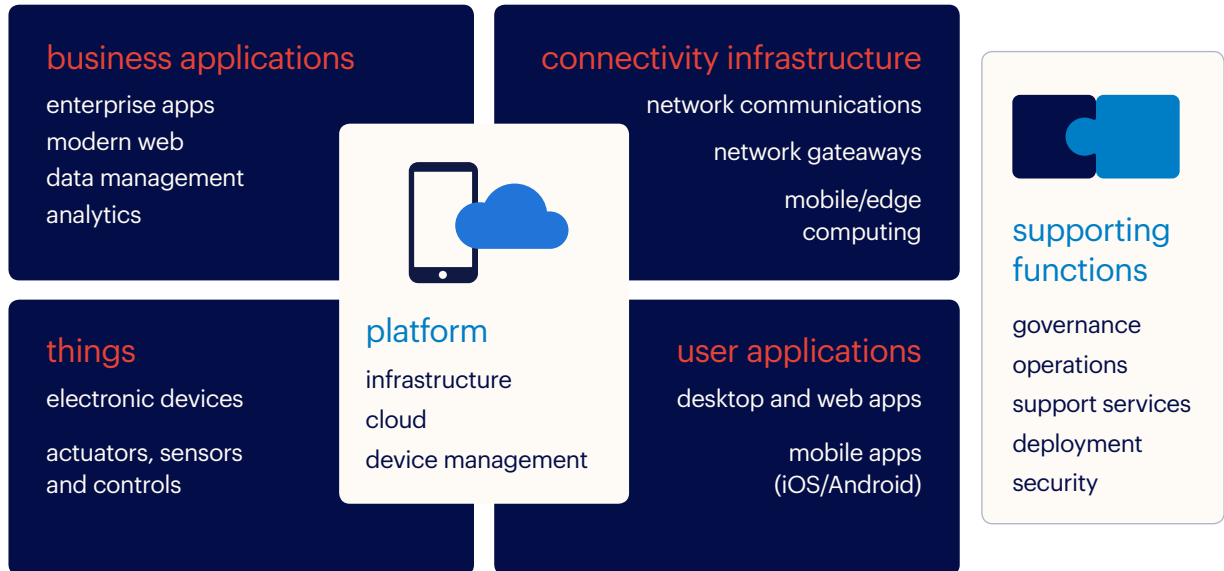 business applications
enterprise apps
modern web
data management
analytics
connectivity infrastructure
network communications
network gateaways
mobile/edge
computing
things
electronic devices
actuators, sensors
and controls
platform
infrastructure
cloud
device management
user applications
desktop and web apps
mobile apps
(iOS/Android)
supporting
functions
governance
operations
support services
deployment
security